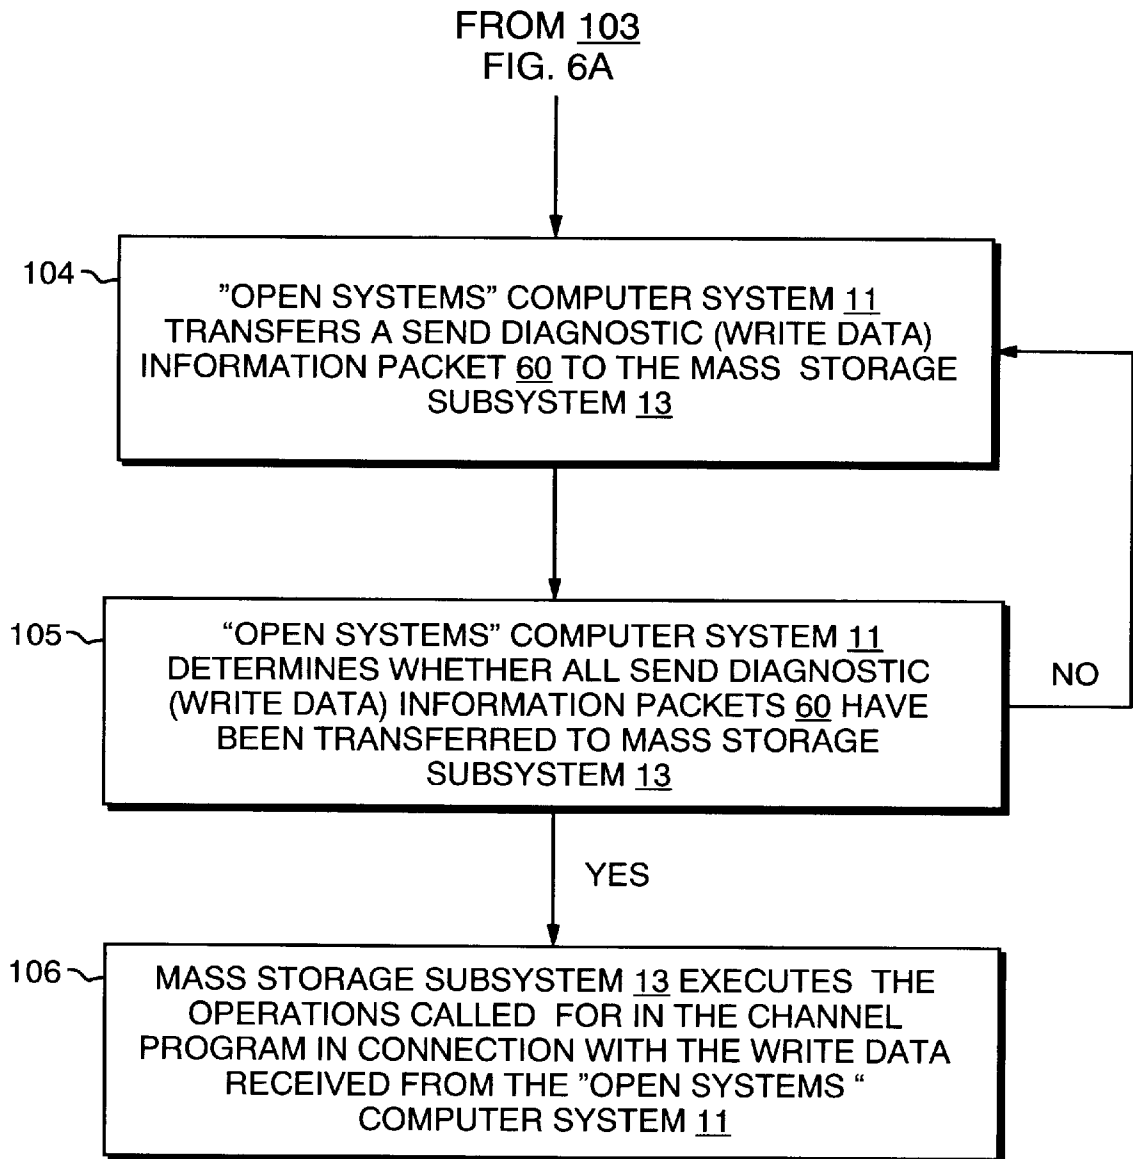 FROM 103
FIG. 6A
104
”OPEN SYSTEMS” COMPUTER SYSTEM 11
TRANSFERS A SEND DIAGNOSTIC (WRITE DATA)
INFORMATION PACKET 60 TO THE MASS STORAGE
SUBSYSTEM 13
105
“OPEN SYSTEMS” COMPUTER SYSTEM 11
DETERMINES WHETHER ALL SEND DIAGNOSTIC
(WRITE DATA) INFORMATION PACKETS 60 HAVE
BEEN TRANSFERRED TO MASS STORAGE
SUBSYSTEM 13
NO
YES
106
MASS STORAGE SUBSYSTEM 13 EXECUTES THE
OPERATIONS CALLED FOR IN THE CHANNEL
PROGRAM IN CONNECTION WITH THE WRITE DATA
RECEIVED FROM THE ”OPEN SYSTEMS “
COMPUTER SYSTEM 11